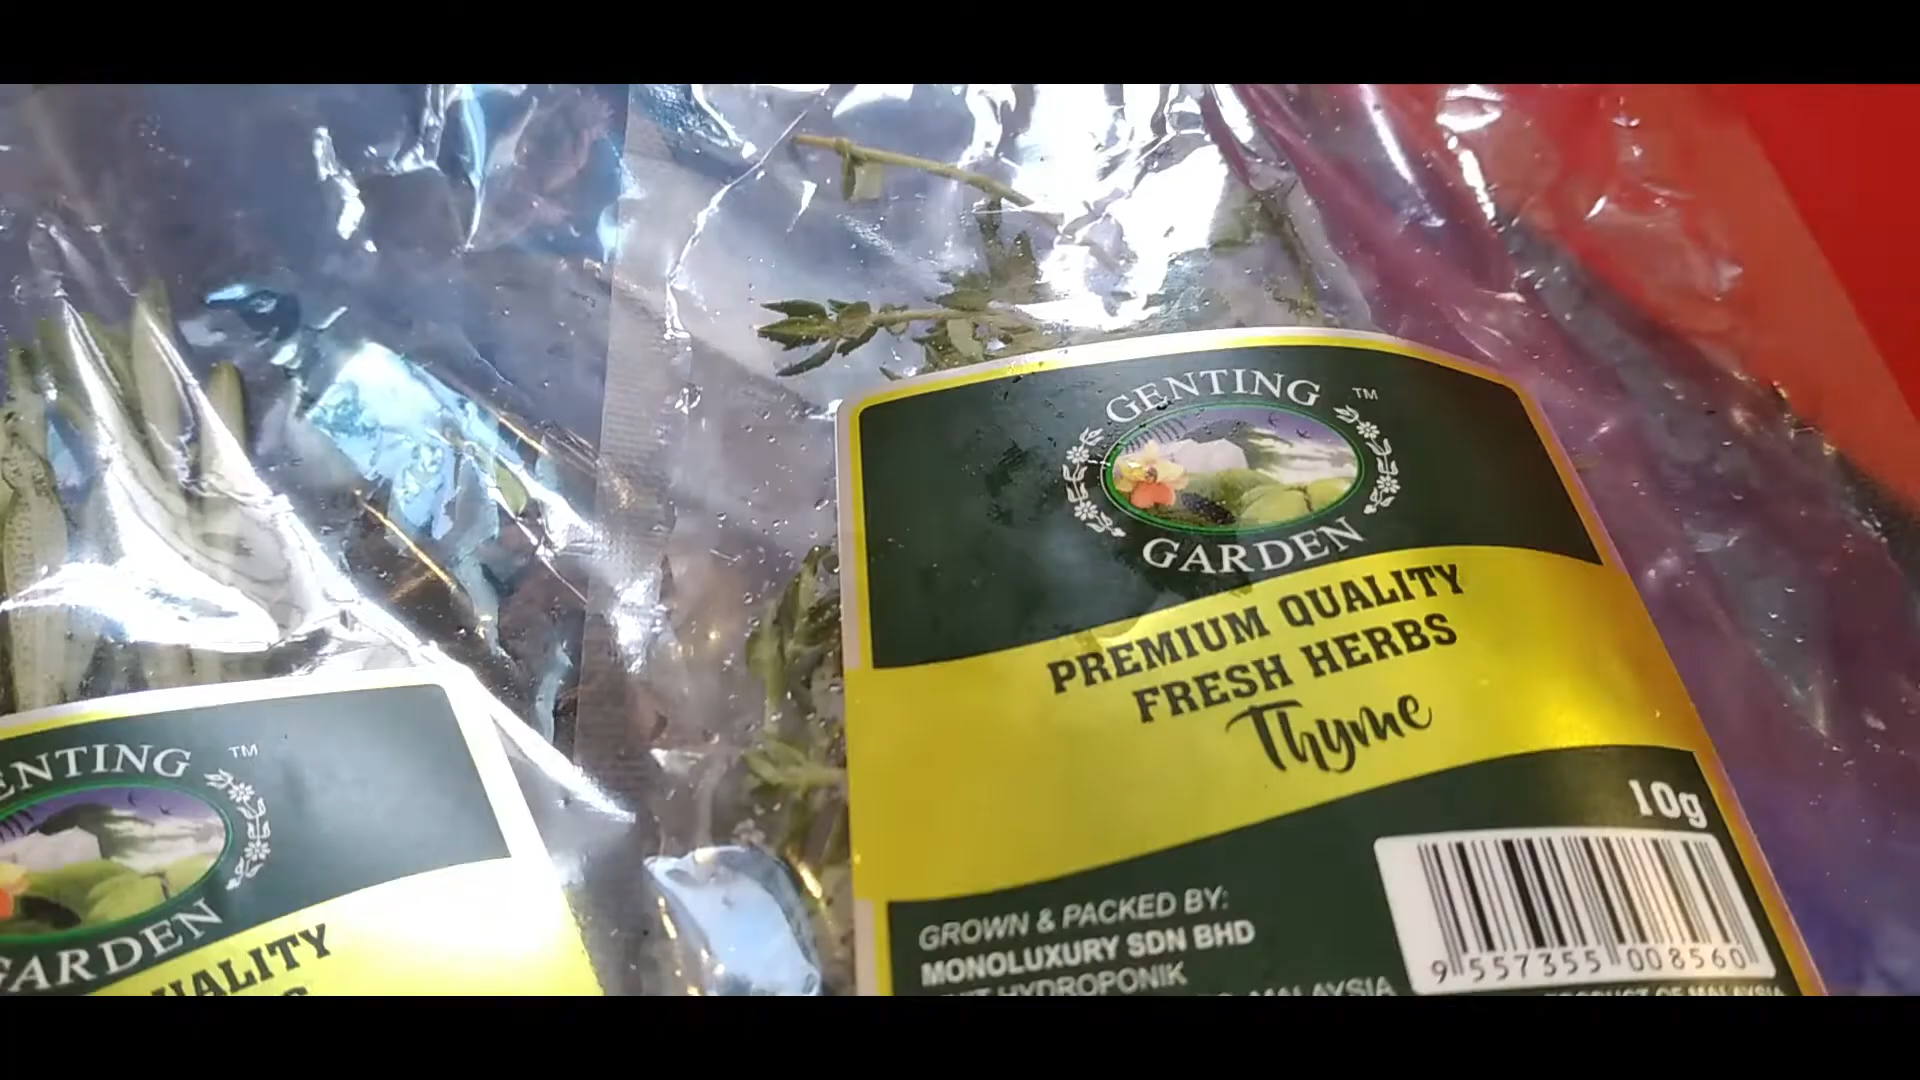 GENTING
TM
GARDEN
PREMIUM QUALITY
FRESH HERBS
Thyme
10g
GROWN & PACKED BY:
MONOLUXURY SDN BHD
HYDROPONIK
MALAYSIA
9 557355 008560
PRODUCT OF MALAYSIA
ENTING
TM
GARDEN
UALITY